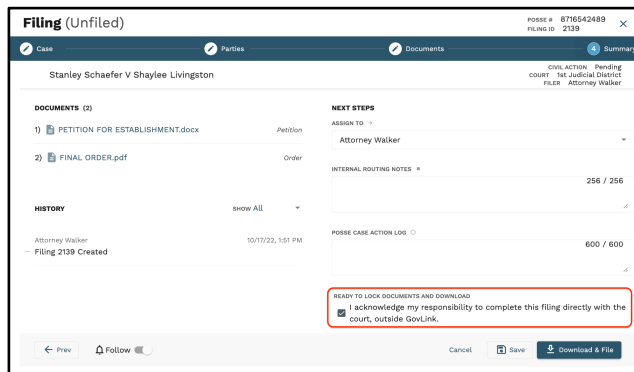 Filing (Unfiled)
POSSE # 8716542489
FILING ID 2139
Case
Parties
Documents
4 Summary
Stanley Schaefer V Shaylee Livingston
CIVIL ACTION Pending
COURT 1st Judicial District
FILER Attorney Walker
DOCUMENTS (2)
1) PETITION FOR ESTABLISHMENT.docx Petition
2) FINAL ORDER.pdf Order
HISTORY
SHOW All
Attorney Walker 10/17/22, 1:51 PM
Filing 2139 Created
NEXT STEPS
ASSIGN TO
Attorney Walker
INTERNAL ROUTING NOTES
256 / 256
POSSE CASE ACTION LOG
600 / 600
READY TO LOCK DOCUMENTS AND DOWNLOAD
I acknowledge my responsibility to complete this filing directly with the
court, outside GovLink.
Prev
Follow
Cancel
Save
Download & File